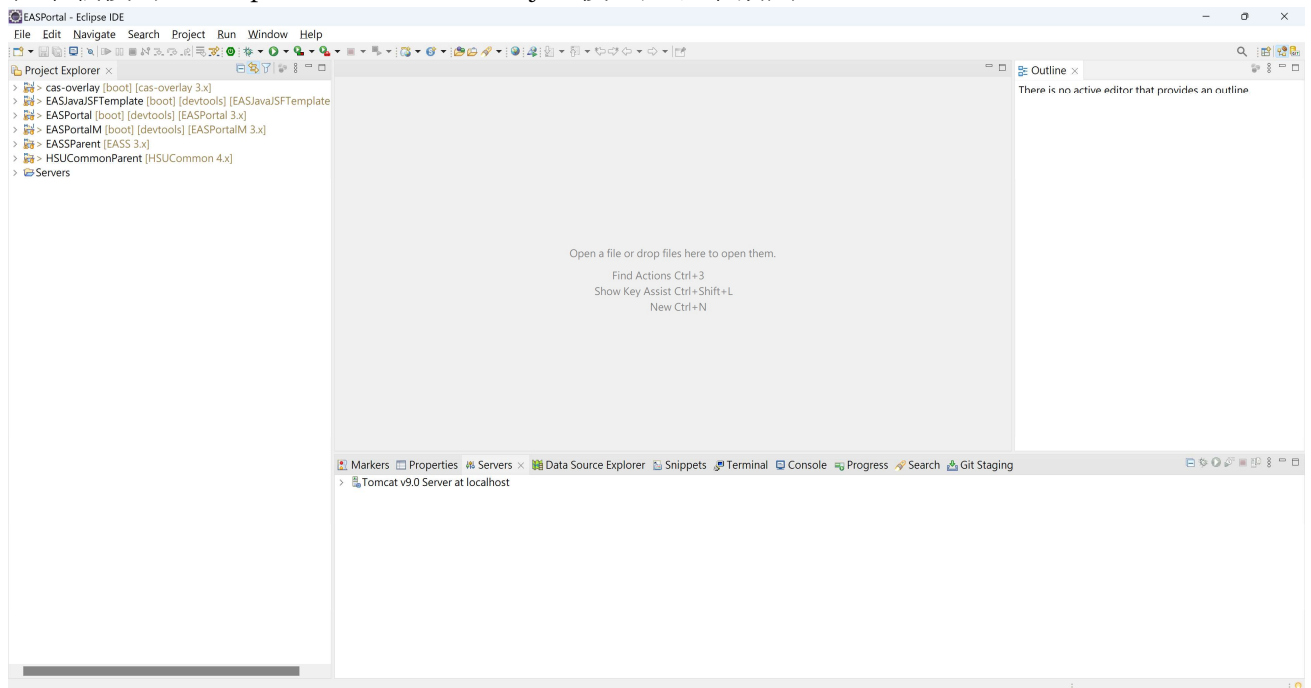 EASPortal - Eclipse IDE
File Edit Navigate Search Project Run Window Help
Project Explorer
cas-overlay [boot] [cas-overlay 3.x]
EASJavaJSFTemplate [boot] [devtools] [EASJavaJSFTemplate
EASPortal [boot] [devtools] [EASPortal 3.x]
EASPortalM [boot] [devtools] [EASPortalM 3.x]
EASSParent [EASS 3.x]
HSUCommonParent [HSUCommon 4.x]
Servers
Open a file or drop files here to open them.
Find Actions Ctrl+3
Show Key Assist Ctrl+Shift+L
New Ctrl+N
Outline
There is no active editor that provides an outline.
Markers Properties Servers Data Source Explorer Snippets Terminal Console Progress Search Git Staging
Tomcat v9.0 Server at localhost